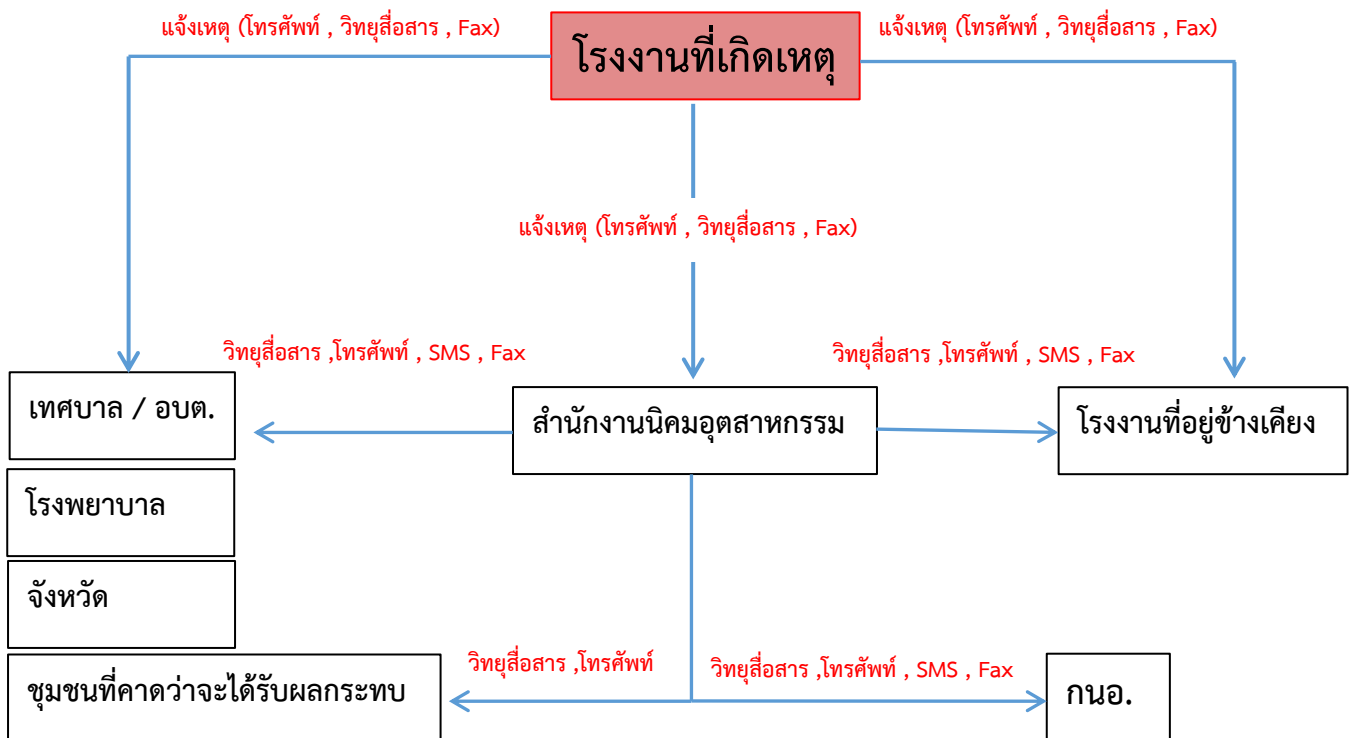 แจ้งเหตุ (โทรศัพท์ , วิทยุสื่อสาร , Fax)
โรงงานที่เกิดเหตุ
แจ้งเหตุ (โทรศัพท์ , วิทยุสื่อสาร , Fax)
แจ้งเหตุ (โทรศัพท์ , วิทยุสื่อสาร , Fax)
วิทยุสื่อสาร ,โทรศัพท์ , SMS , Fax
วิทยุสื่อสาร ,โทรศัพท์ , SMS , Fax
เทศบาล / อบต.
สำนักงานนิคมอุตสาหกรรม
โรงงานที่อยู่ข้างเคียง
โรงพยาบาล
จังหวัด
วิทยุสื่อสาร ,โทรศัพท์
วิทยุสื่อสาร ,โทรศัพท์ , SMS , Fax
ชุมชนที่คาดว่าจะได้รับผลกระทบ
กนอ.